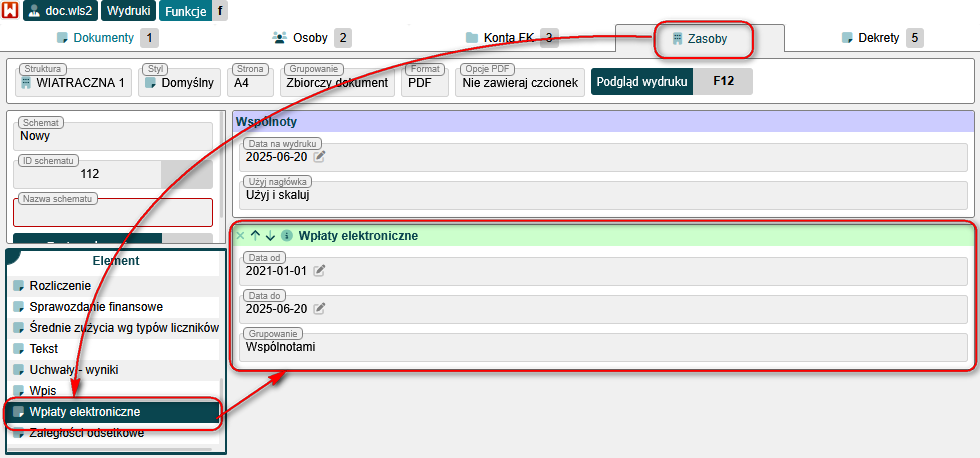 doc.wls2 Wydruki Funkcje f
Dokumenty 1 Osoby 2 Konta FK 3 Zasoby Dekrety 5
Struktura Styl Strona Grupowanie Format Opcje PDF
WIATRACZNA 1 Domyślny A4 Zbiorczy dokument PDF Nie zawieraj czcionek Podgląd wydruku F12
Schemat
Nowy
ID schematu
112
Nazwa schematu
Element
Rozliczenie
Sprawozdanie finansowe
Średnie zużycia wg typów liczników
Tekst
Uchwały - wyniki
Wpis
Wpłaty elektroniczne
Zaległości odsetkowe
Wspólnoty
Data na wydruku
2025-06-20
Użyj nagłówka
Użyj i skaluj
Wpłaty elektroniczne
Data od
2021-01-01
Data do
2025-06-20
Grupowanie
Wspólnotami